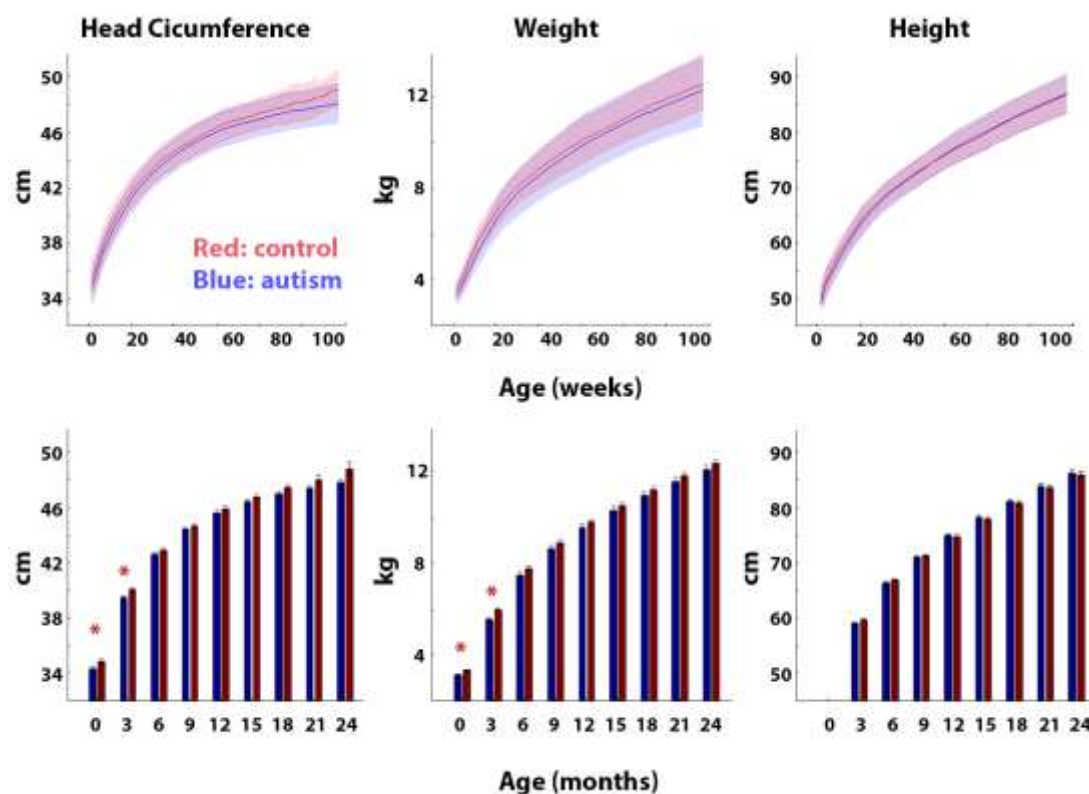 Head Cicumference
Weight
Height
50
46
42
38
34
cm
Red: control
Blue: autism
0 20 40 60 80 100
12
8
4
kg
0 20 40 60 80 100
90
80
70
60
50
cm
0 20 40 60 80 100
Age (weeks)
50
46
42
38
34
cm
*
*
0 3 6 9 12 15 18 21 24
12
8
4
kg
*
*
0 3 6 9 12 15 18 21 24
90
80
70
60
50
cm
0 3 6 9 12 15 18 21 24
Age (months)